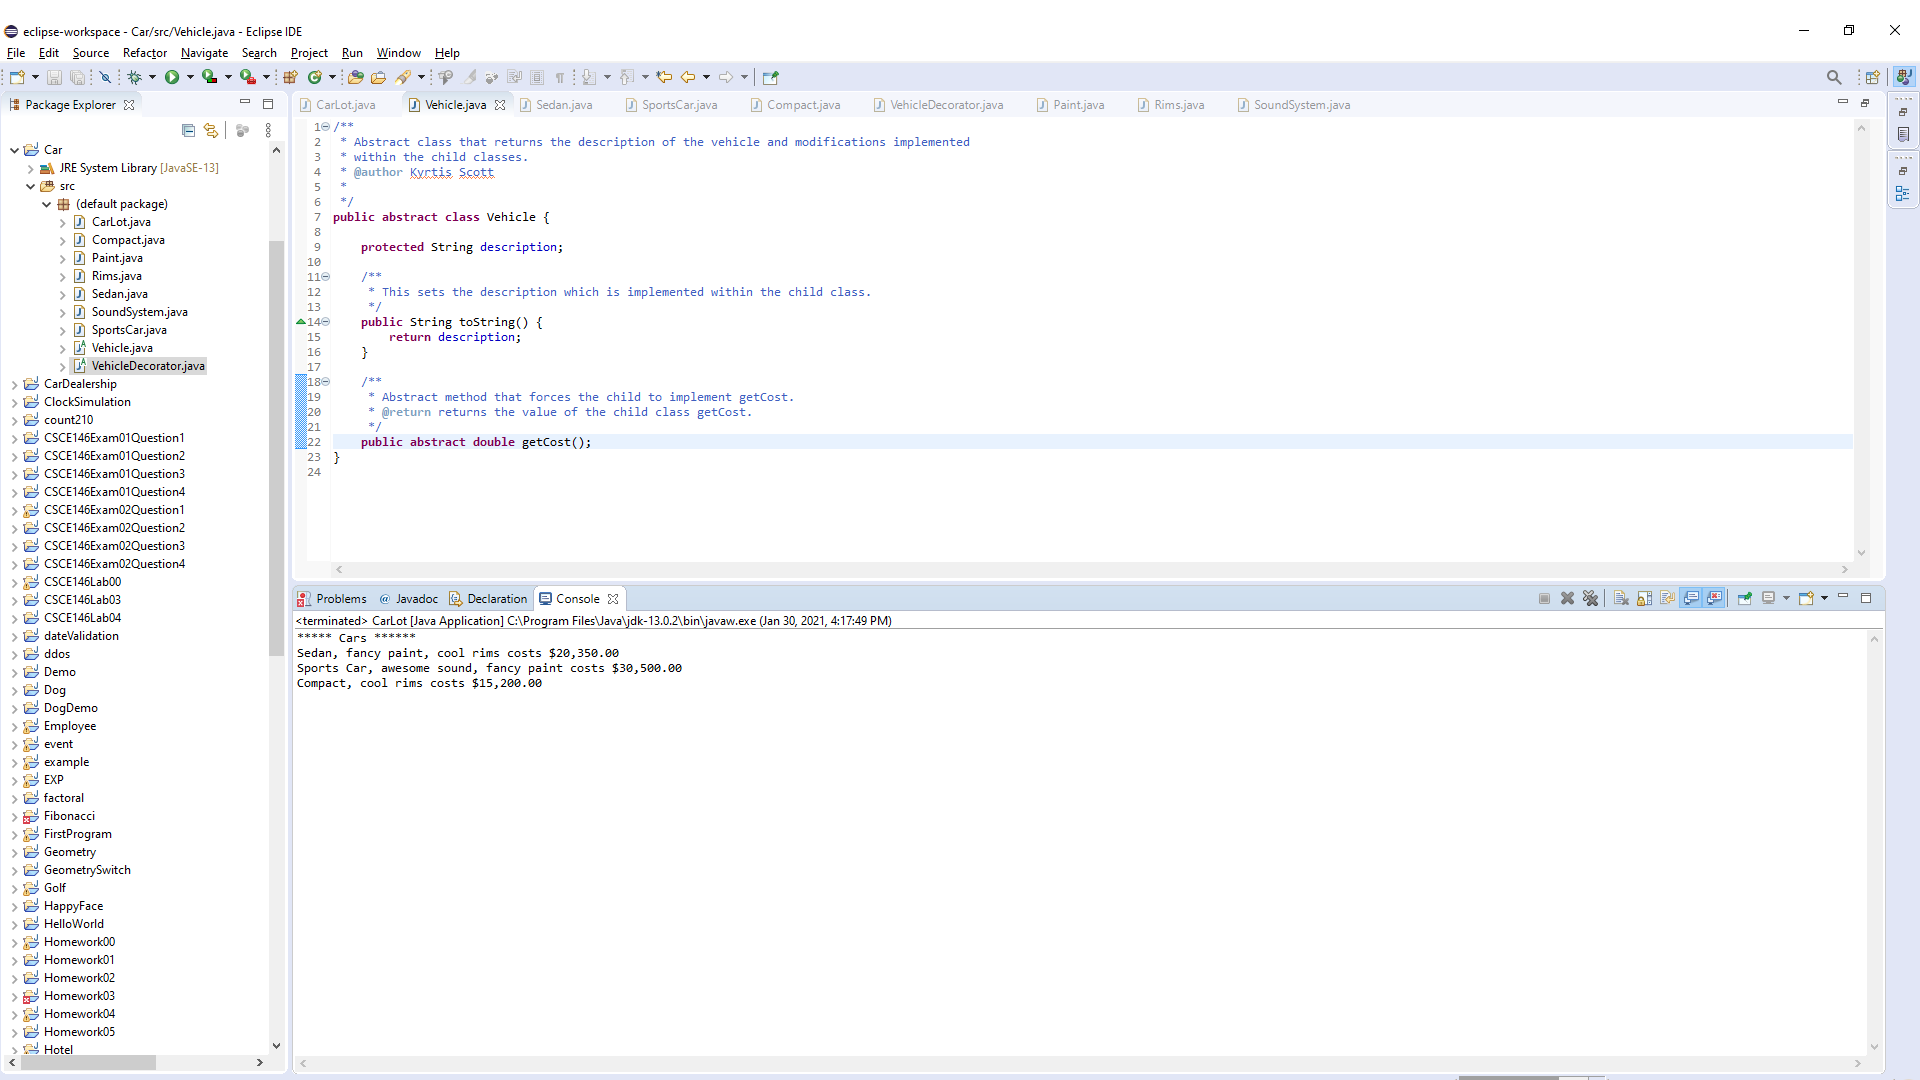 eclipse-workspace - Car/src/Vehicle.java - Eclipse IDE
File Edit Source Refactor Navigate Search Project Run Window Help
Package Explorer
Car
JRE System Library [JavaSE-13]
src
(default package)
CarLot.java
Compact.java
Paint.java
Rims.java
Sedan.java
SoundSystem.java
SportsCar.java
Vehicle.java
VehicleDecorator.java
CarDealership
ClockSimulation
count210
CSCE146Exam01Question1
CSCE146Exam01Question2
CSCE146Exam01Question3
CSCE146Exam01Question4
CSCE146Exam02Question1
CSCE146Exam02Question2
CSCE146Exam02Question3
CSCE146Exam02Question4
CSCE146Lab00
CSCE146Lab03
CSCE146Lab04
dateValidation
ddos
Demo
Dog
DogDemo
Employee
event
example
EXP
factoral
Fibonacci
FirstProgram
Geometry
GeometrySwitch
Golf
HappyFace
HelloWorld
Homework00
Homework01
Homework02
Homework03
Homework04
Homework05
Hotel
CarLot.java Vehicle.java Sedan.java SportsCar.java Compact.java VehicleDecorator.java Paint.java Rims.java SoundSystem.java
1 /**
2 * Abstract class that returns the description of the vehicle and modifications implemented
3 * within the child classes.
4 * @author Kyrtis Scott
5 *
6 */
7 public abstract class Vehicle {
8
9 protected String description;
10
11 /**
12 * This sets the description which is implemented within the child class.
13 */
14 public String toString() {
15 return description;
16 }
17
18 /**
19 * Abstract method that forces the child to implement getCost.
20 * @return returns the value of the child class getCost.
21 */
22 public abstract double getCost();
23 }
24
Problems @ Javadoc Declaration Console
<terminated> CarLot [Java Application] C:\Program Files\Java\jdk-13.0.2\bin\javaw.exe (Jan 30, 2021, 4:17:49 PM)
***** Cars ******
Sedan, fancy paint, cool rims costs $20,350.00
Sports Car, awesome sound, fancy paint costs $30,500.00
Compact, cool rims costs $15,200.00